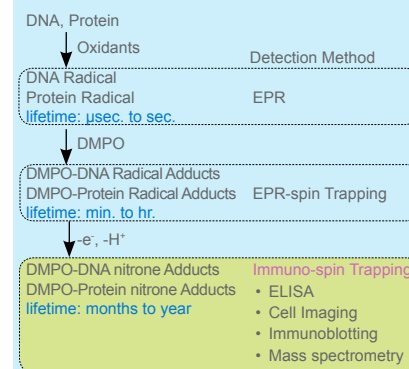 DNA, Protein
Oxidants
Detection Method
DNA Radical
Protein Radical EPR
lifetime: µsec. to sec.
DMPO
DMPO-DNA Radical Adducts
DMPO-Protein Radical Adducts EPR-spin Trapping
lifetime: min. to hr.
-e⁻, -H⁺
DMPO-DNA nitrone Adducts Immuno-spin Trapping
DMPO-Protein nitrone Adducts • ELISA
lifetime: months to year • Cell Imaging
• Immunoblotting
• Mass spectrometry